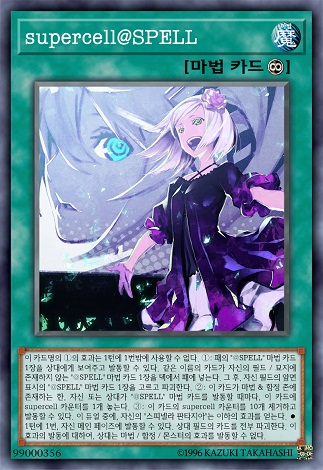 supercell@SPELL
魔
[마법 카드]
이 카드명의 ①의 효과는 1턴에 1번밖에 사용할 수 없다. ①: 패의 "@SPELL" 마법 카드
1장을 상대에게 보여주고 발동할 수 있다. 같은 이름의 카드가 자신의 필드 / 묘지에
존재하지 않는 "@SPELL" 마법 카드 1장을 덱에서 패에 넣는다. 그 후, 자신 필드의 앞면
표시의 "@SPELL" 마법 카드 1장을 고르고 파괴한다. ②: 이 카드가 마법 & 함정 존에
존재하는 한, 자신 또는 상대가 "@SPELL" 마법 카드를 발동할 때마다, 이 카드에
supercell 카운터를 1개 놓는다. ③: 이 카드의 supercell 카운터를 10개 제거하고
발동할 수 있다. 이 듀얼 중에, 자신의 "스피넬라 판타지아"는 이하의 효과를 얻는다. ●
1턴에 1번, 자신 메인 페이즈에 발동할 수 있다. 상대 필드의 카드를 전부 파괴한다. 이
효과의 발동에 대하여, 상대는 마법 / 함정 / 몬스터의 효과를 발동할 수 없다.
99000356
©1996 KAZUKI TAKAHASHI